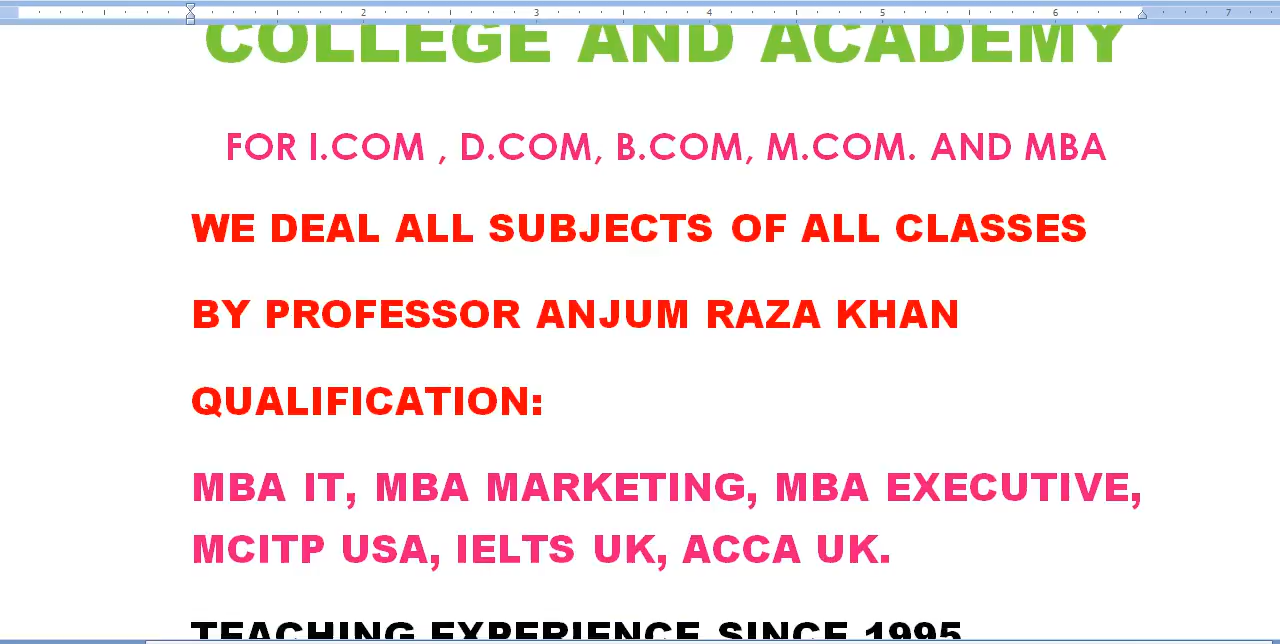 COLLEGE AND ACADEMY
FOR I.COM , D.COM, B.COM, M.COM. AND MBA
WE DEAL ALL SUBJECTS OF ALL CLASSES
BY PROFESSOR ANJUM RAZA KHAN
QUALIFICATION:
MBA IT, MBA MARKETING, MBA EXECUTIVE,
MCITP USA, IELTS UK, ACCA UK.
TEACHING EXPERIENCE SINCE 1995